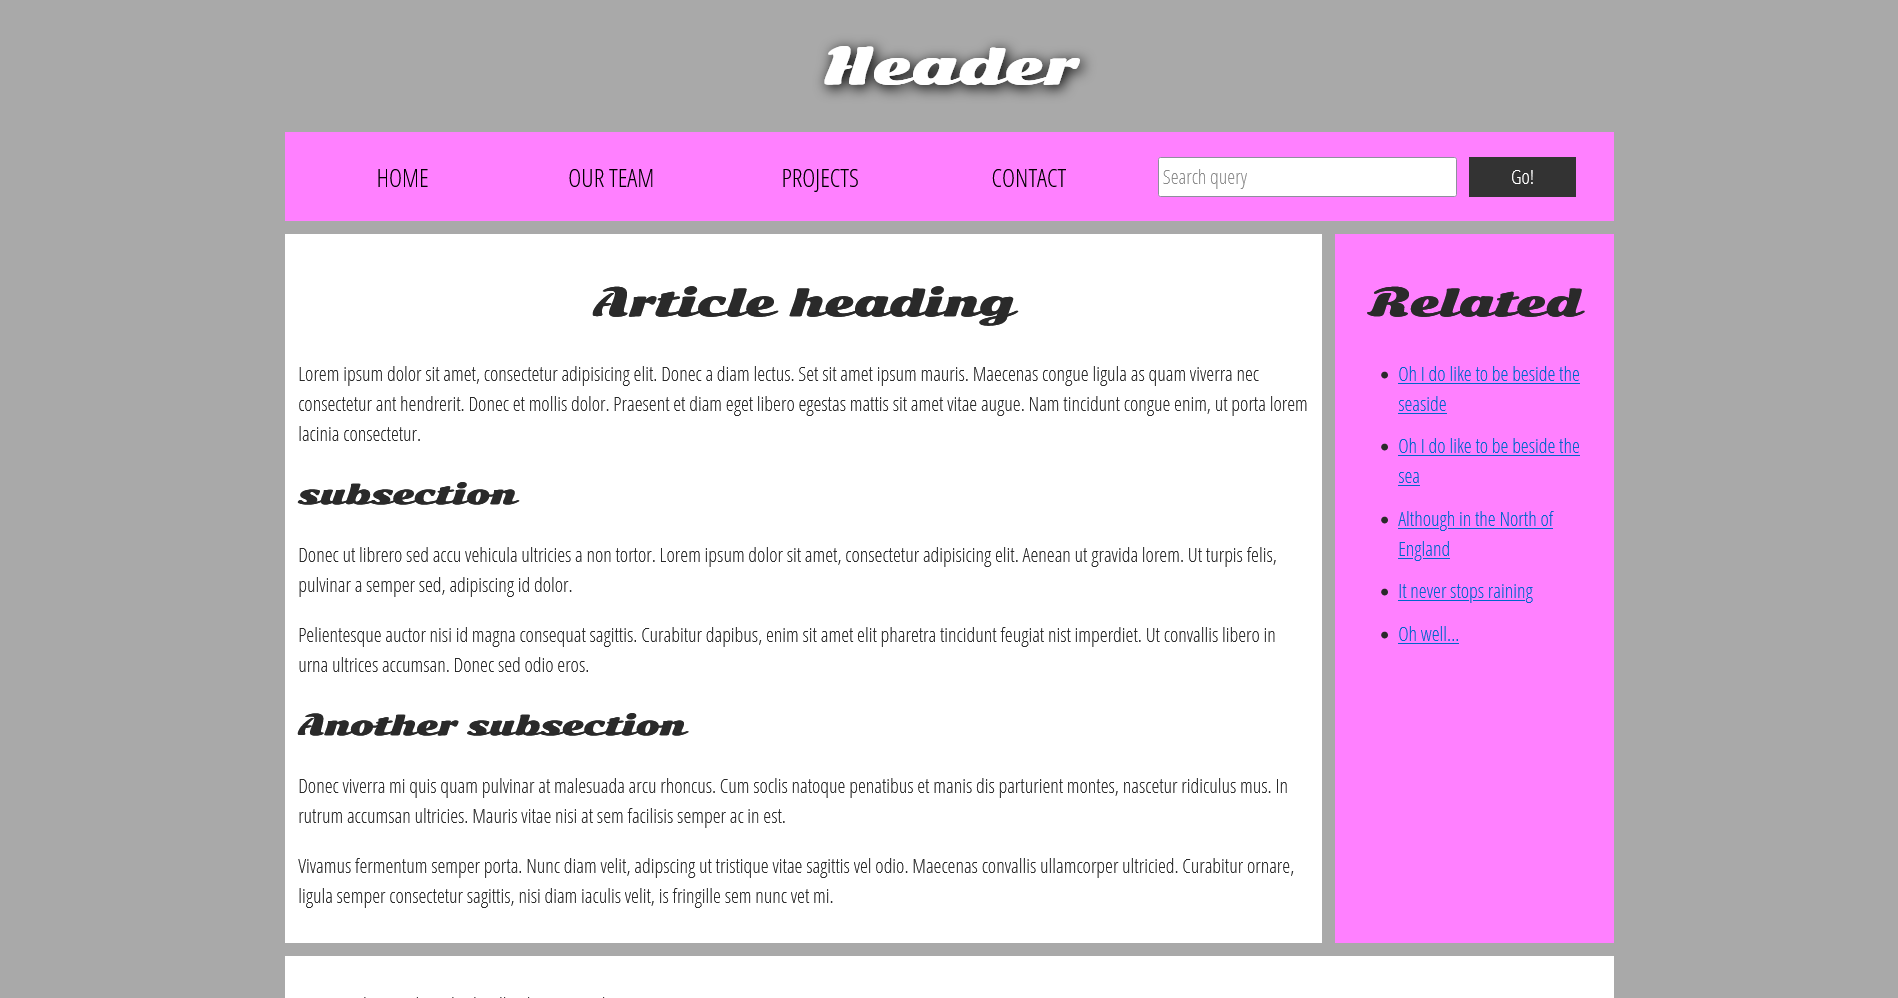 Header
HOME OUR TEAM PROJECTS CONTACT Search query Go!
Article heading
Lorem ipsum dolor sit amet, consectetur adipisicing elit. Donec a diam lectus. Set sit amet ipsum mauris. Maecenas congue ligula as quam viverra nec
consectetur ant hendrerit. Donec et mollis dolor. Praesent et diam eget libero egestas mattis sit amet vitae augue. Nam tincidunt congue enim, ut porta lorem
lacinia consectetur.
subsection
Donec ut librero sed accu vehicula ultricies a non tortor. Lorem ipsum dolor sit amet, consectetur adipisicing elit. Aenean ut gravida lorem. Ut turpis felis,
pulvinar a semper sed, adipiscing id dolor.
Pelientesque auctor nisi id magna consequat sagittis. Curabitur dapibus, enim sit amet elit pharetra tincidunt feugiat nist imperdiet. Ut convallis libero in
urna ultrices accumsan. Donec sed odio eros.
Another subsection
Donec viverra mi quis quam pulvinar at malesuada arcu rhoncus. Cum soclis natoque penatibus et manis dis parturient montes, nascetur ridiculus mus. In
rutrum accumsan ultricies. Mauris vitae nisi at sem facilisis semper ac in est.
Vivamus fermentum semper porta. Nunc diam velit, adipscing ut tristique vitae sagittis vel odio. Maecenas convallis ullamcorper ultricied. Curabitur ornare,
ligula semper consectetur sagittis, nisi diam iaculis velit, is fringille sem nunc vet mi.
Related
Oh I do like to be beside the
seaside
Oh I do like to be beside the
sea
Although in the North of
England
It never stops raining
Oh well...